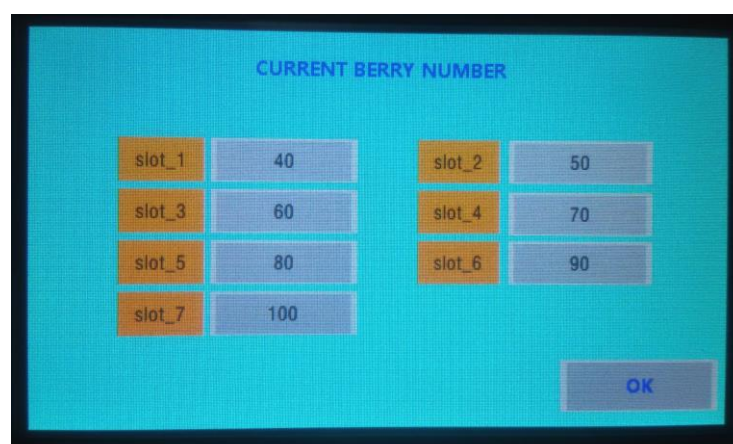 CURRENT BERRY NUMBER
slot_1 40 slot_2 50
slot_3 60 slot_4 70
slot_5 80 slot_6 90
slot_7 100
OK